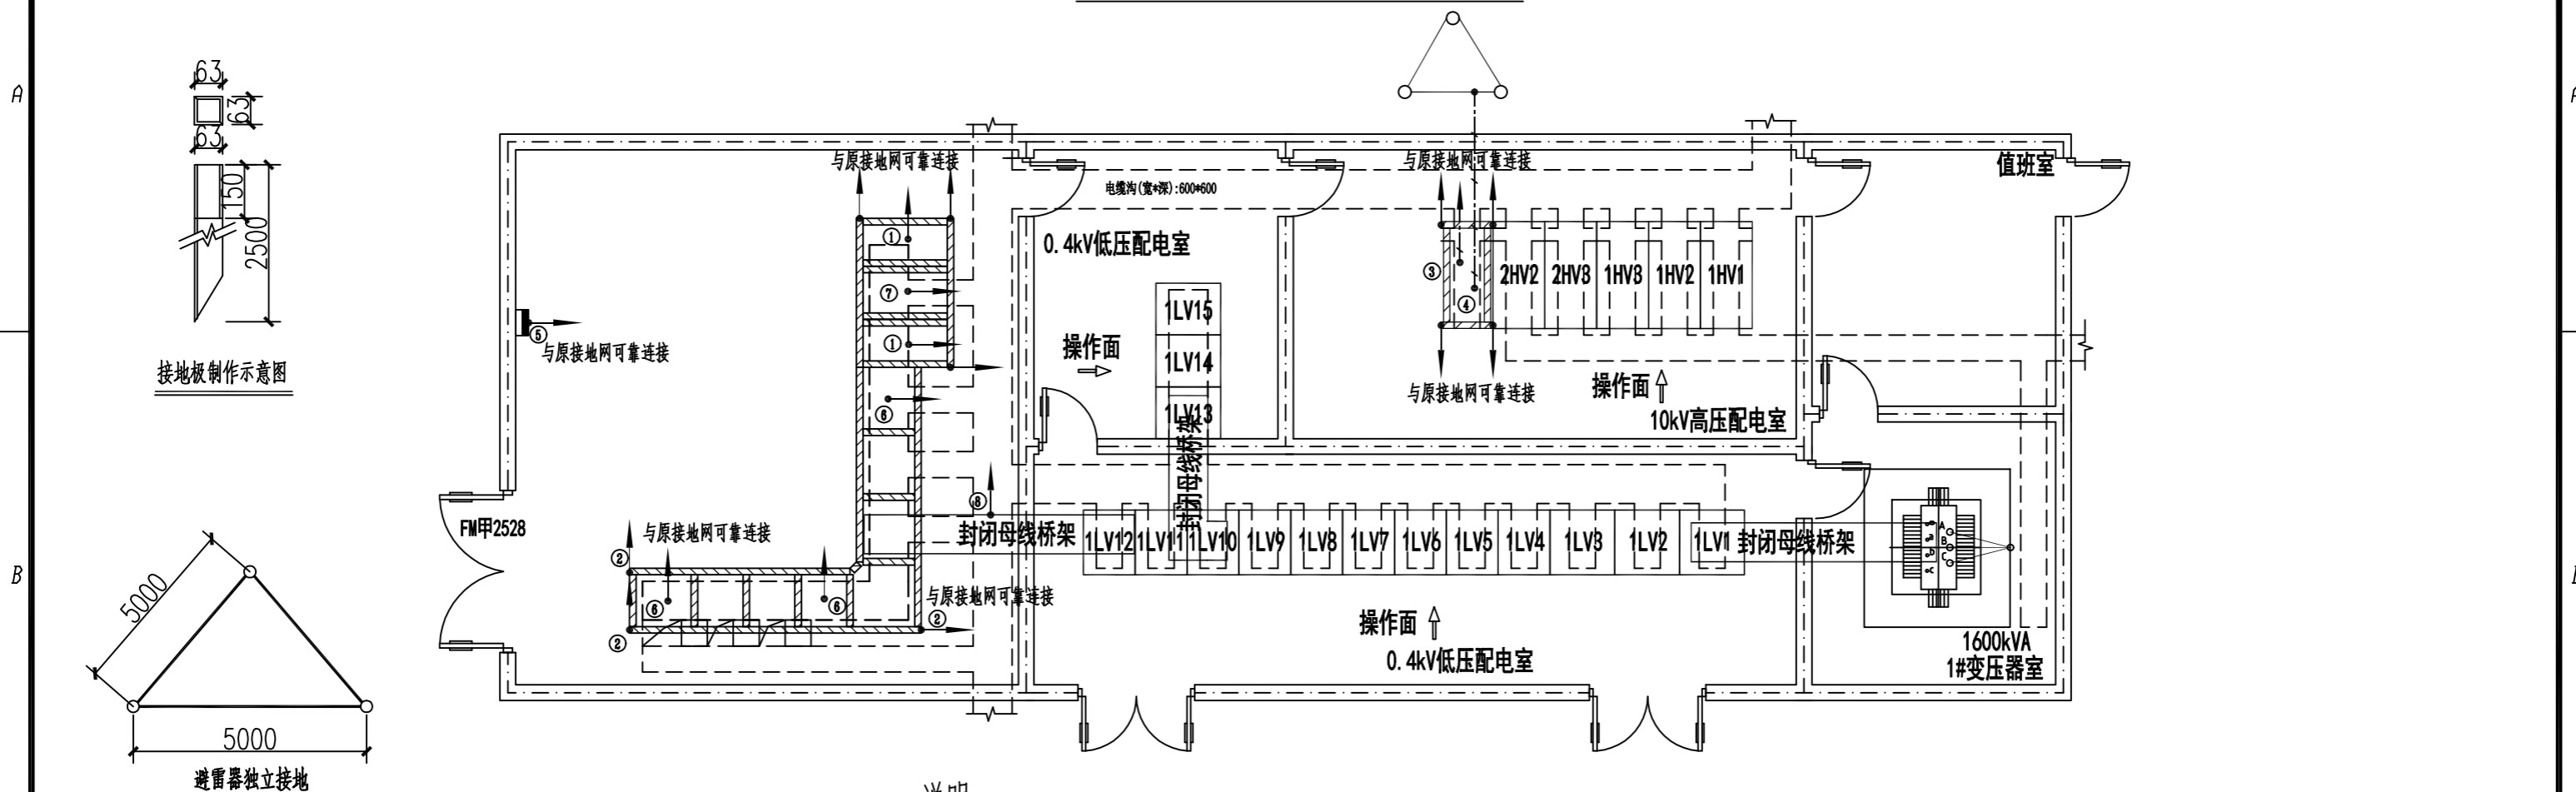 A
63
63
63
150
2500
接地极制作示意图
5000
5000
避雷器独立接地
B
FM甲2528
⑤
与原接地网可靠连接
与原接地网可靠连接
①
⑦
①
⑥
⑧
与原接地网可靠连接
②
⑥
⑥
②
与原接地网可靠连接
②
电缆沟(宽*深):600*600
0.4kV低压配电室
1LV15
1LV14
1LV13
操作面
封闭母线桥架
与原接地网可靠连接
③
④
2HV2
2HV3
1HV3
1HV2
1HV1
与原接地网可靠连接
操作面
10kV高压配电室
值班室
封闭母线桥架
1LV12
1LV11
1LV10
1LV9
1LV8
1LV7
1LV6
1LV5
1LV4
1LV3
1LV2
1LV1
封闭母线桥架
A
B
C
a
b
c
操作面
0.4kV低压配电室
1600kVA
1#变压器室